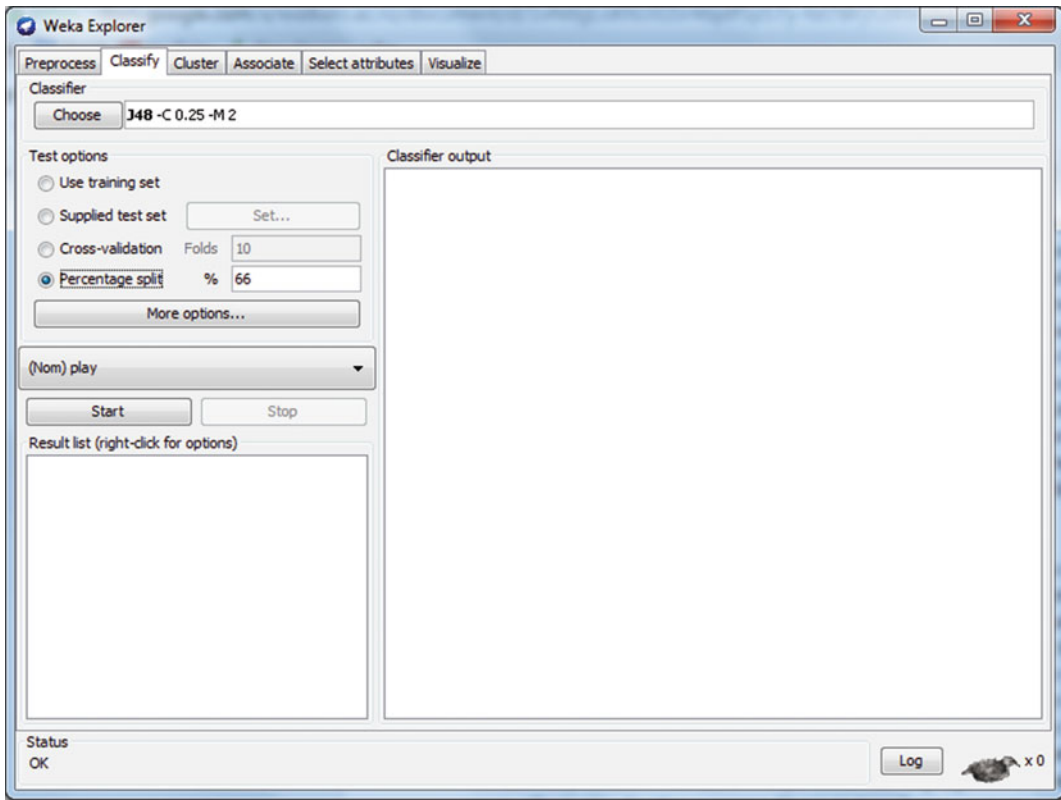 Weka Explorer
Preprocess Classify Cluster Associate Select attributes Visualize
Classifier
Choose J48 -C 0.25 -M 2
Test options
Use training set
Supplied test set Set...
Cross-validation Folds 10
Percentage split % 66
More options...
(Nom) play
Start Stop
Result list (right-click for options)
Classifier output
Status
OK
Log x 0